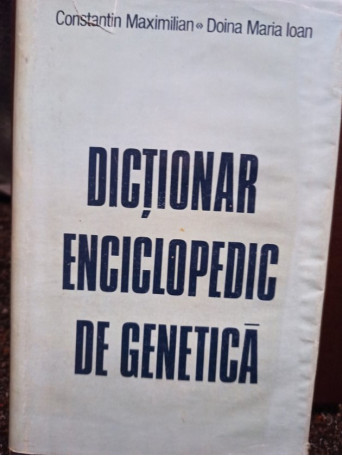 Constantin Maximilian • Doina Maria Ioan
DICȚIONAR
ENCICLOPEDIC
DE GENETICĂ